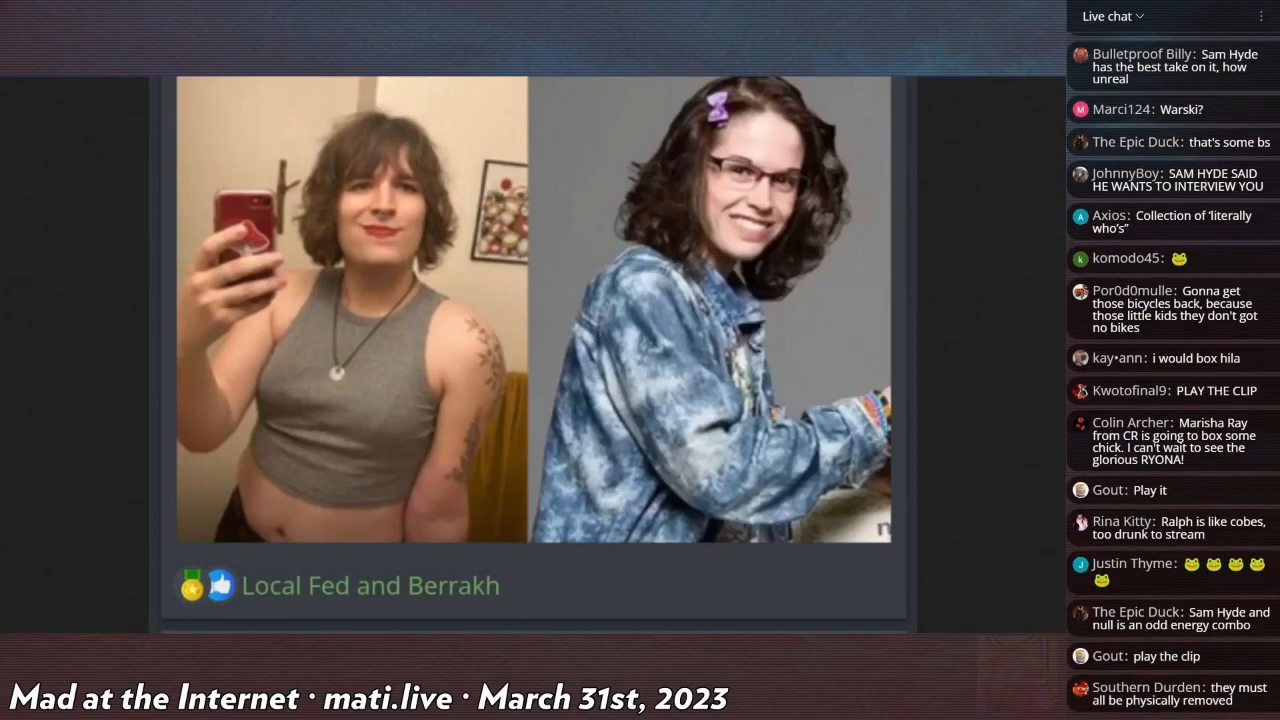 Local Fed and Berrakh
Mad at the Internet · mati.live · March 31st, 2023
Live chat
Bulletproof Billy: Sam Hyde
has the best take on it, how
unreal
Marci124: Warski?
The Epic Duck: that's some bs
JohnnyBoy: SAM HYDE SAID
HE WANTS TO INTERVIEW YOU
Axios: Collection of 'literally
who's"
komodo45: 🐸
Por0d0mulle: Gonna get
those bicycles back, because
those little kids they don't got
no bikes
kay•ann: i would box hila
Kwotofinal9: PLAY THE CLIP
Colin Archer: Marisha Ray
from CR is going to box some
chick. I can't wait to see the
glorious RYONA!
Gout: Play it
Rina Kitty: Ralph is like cobes,
too drunk to stream
Justin Thyme: 🐸 🐸 🐸 🐸
🐸
The Epic Duck: Sam Hyde and
null is an odd energy combo
Gout: play the clip
Southern Durden: they must
all be physically removed